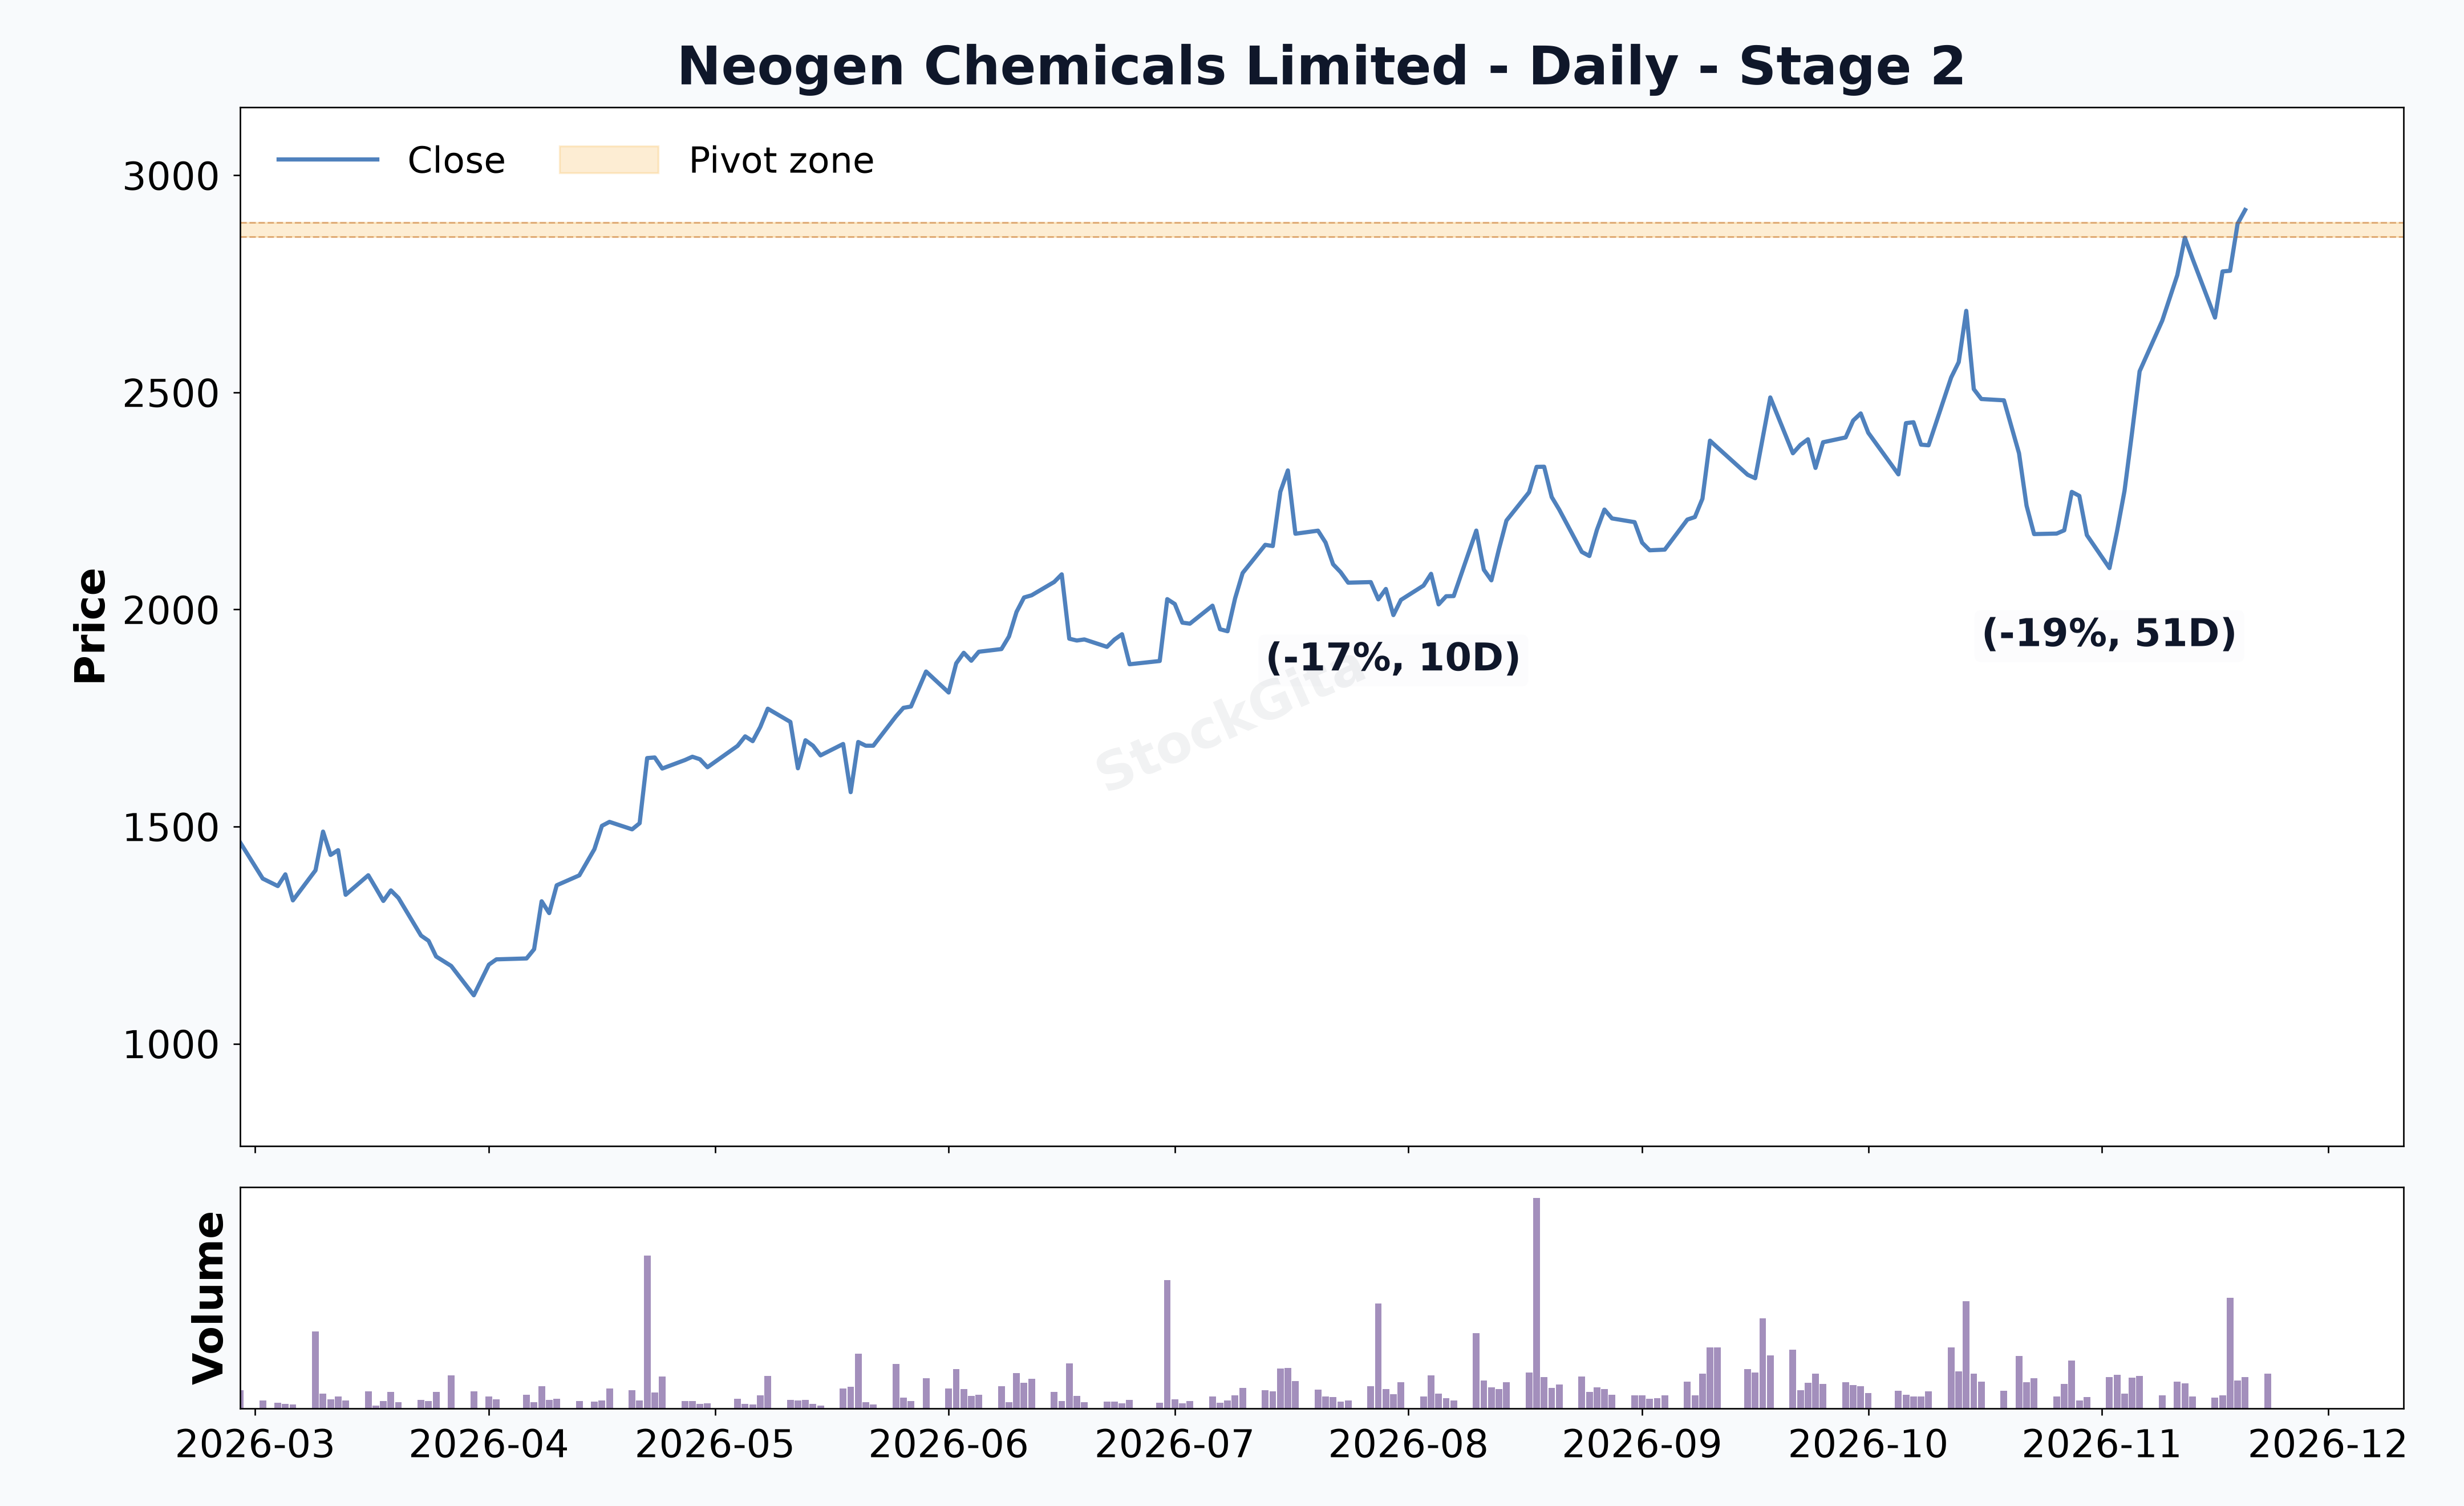 Neogen Chemicals Limited - Daily - Stage 2
Close
Pivot zone
3000
2500
2000
1500
1000
Price
(-17%, 10D)
(-19%, 51D)
StockGita
Volume
2026-03
2026-04
2026-05
2026-06
2026-07
2026-08
2026-09
2026-10
2026-11
2026-12